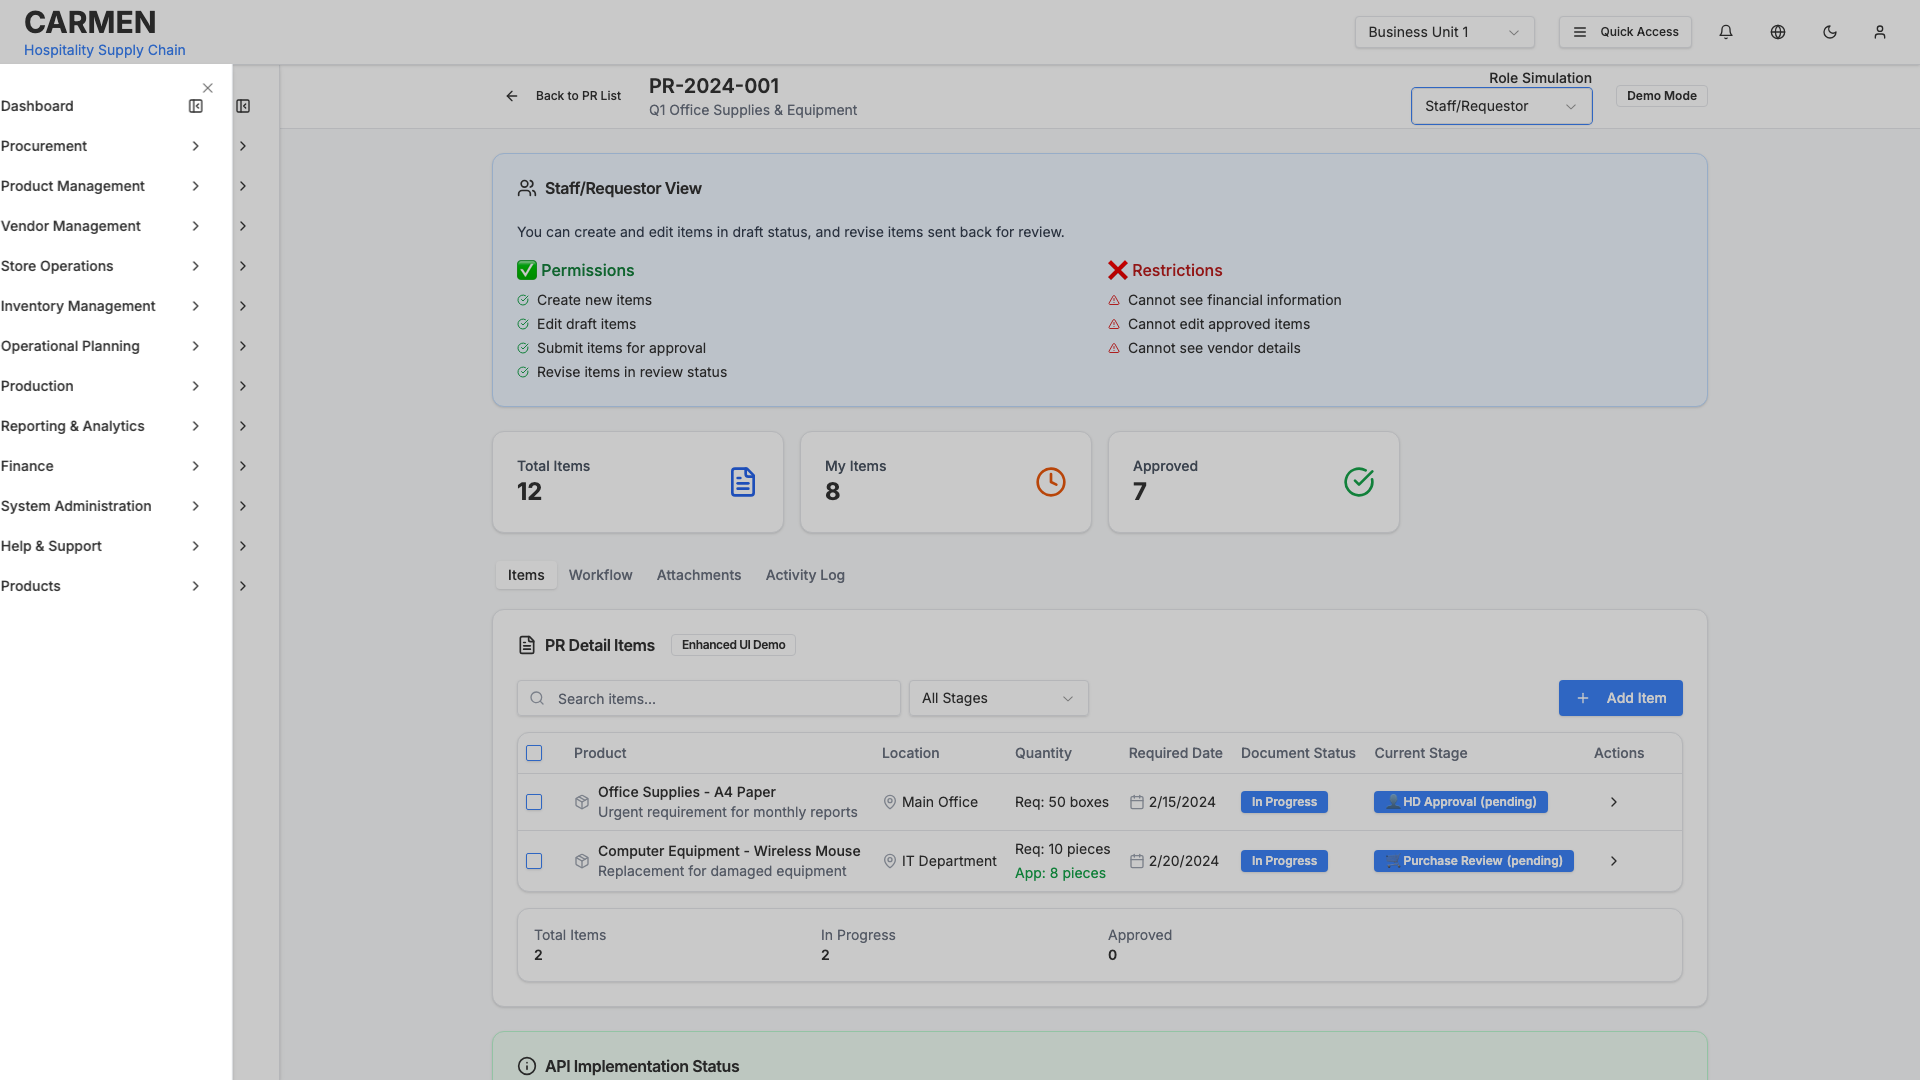 CARMEN
Hospitality Supply Chain
Business Unit 1
Quick Access
Dashboard
Procurement
Product Management
Vendor Management
Store Operations
Inventory Management
Operational Planning
Production
Reporting & Analytics
Finance
System Administration
Help & Support
Products
Back to PR List
PR-2024-001
Q1 Office Supplies & Equipment
Role Simulation
Staff/Requestor
Demo Mode
Staff/Requestor View
You can create and edit items in draft status, and revise items sent back for review.
Permissions
Create new items
Edit draft items
Submit items for approval
Revise items in review status
Restrictions
Cannot see financial information
Cannot edit approved items
Cannot see vendor details
Total Items
12
My Items
8
Approved
7
Items Workflow Attachments Activity Log
PR Detail Items
Enhanced UI Demo
Search items...
All Stages
Add Item
Product Location Quantity Required Date Document Status Current Stage Actions
Office Supplies - A4 Paper
Urgent requirement for monthly reports
Main Office
Req: 50 boxes
2/15/2024
In Progress
HD Approval (pending)
Computer Equipment - Wireless Mouse
Replacement for damaged equipment
IT Department
Req: 10 pieces
App: 8 pieces
2/20/2024
In Progress
Purchase Review (pending)
Total Items
2
In Progress
2
Approved
0
API Implementation Status